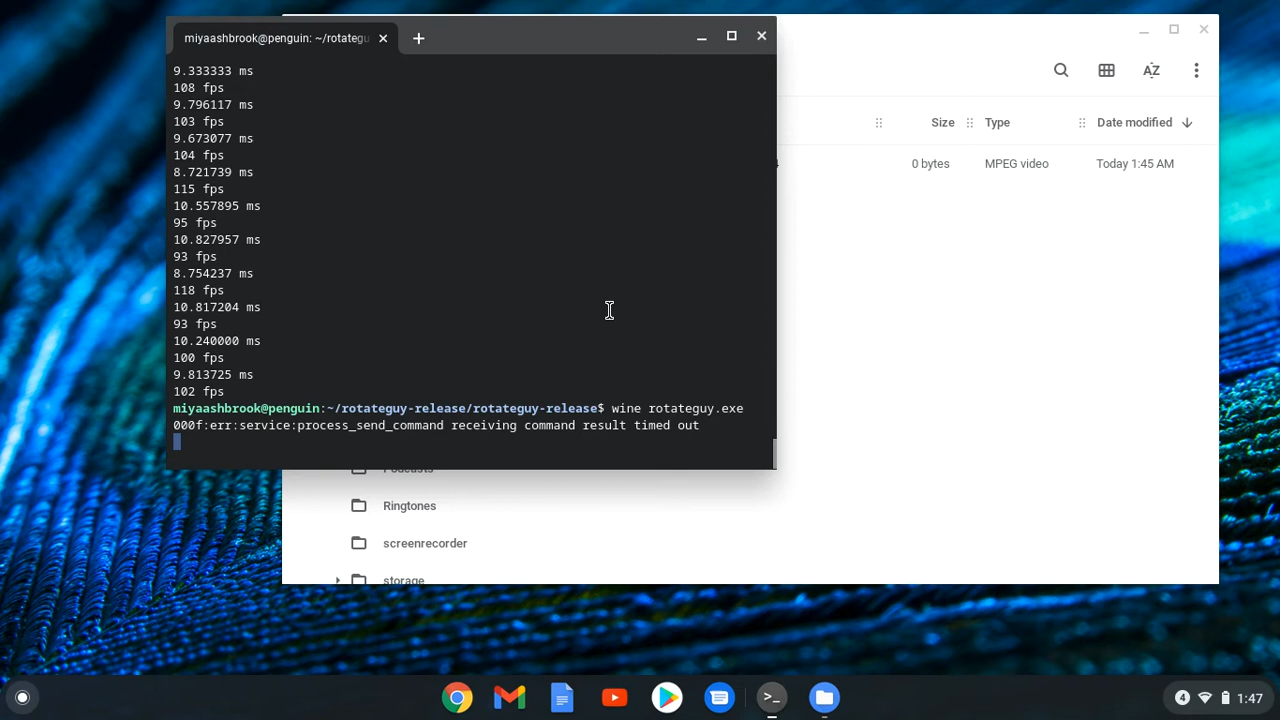 miyaashbrook@penguin: ~/rotategu
9.333333 ms
108 fps
9.796117 ms
103 fps
9.673077 ms
104 fps
8.721739 ms
115 fps
10.557895 ms
95 fps
10.827957 ms
93 fps
8.754237 ms
118 fps
10.817204 ms
93 fps
10.240000 ms
100 fps
9.813725 ms
102 fps
miyaashbrook@penguin:~/rotateguy-release/rotateguy-release$ wine rotateguy.exe
000f:err:service:process_send_command receiving command result timed out
AZ
Size Type Date modified
4 0 bytes MPEG video Today 1:45 AM
Podcasts
Ringtones
screenrecorder
storage
>_
4 1:47